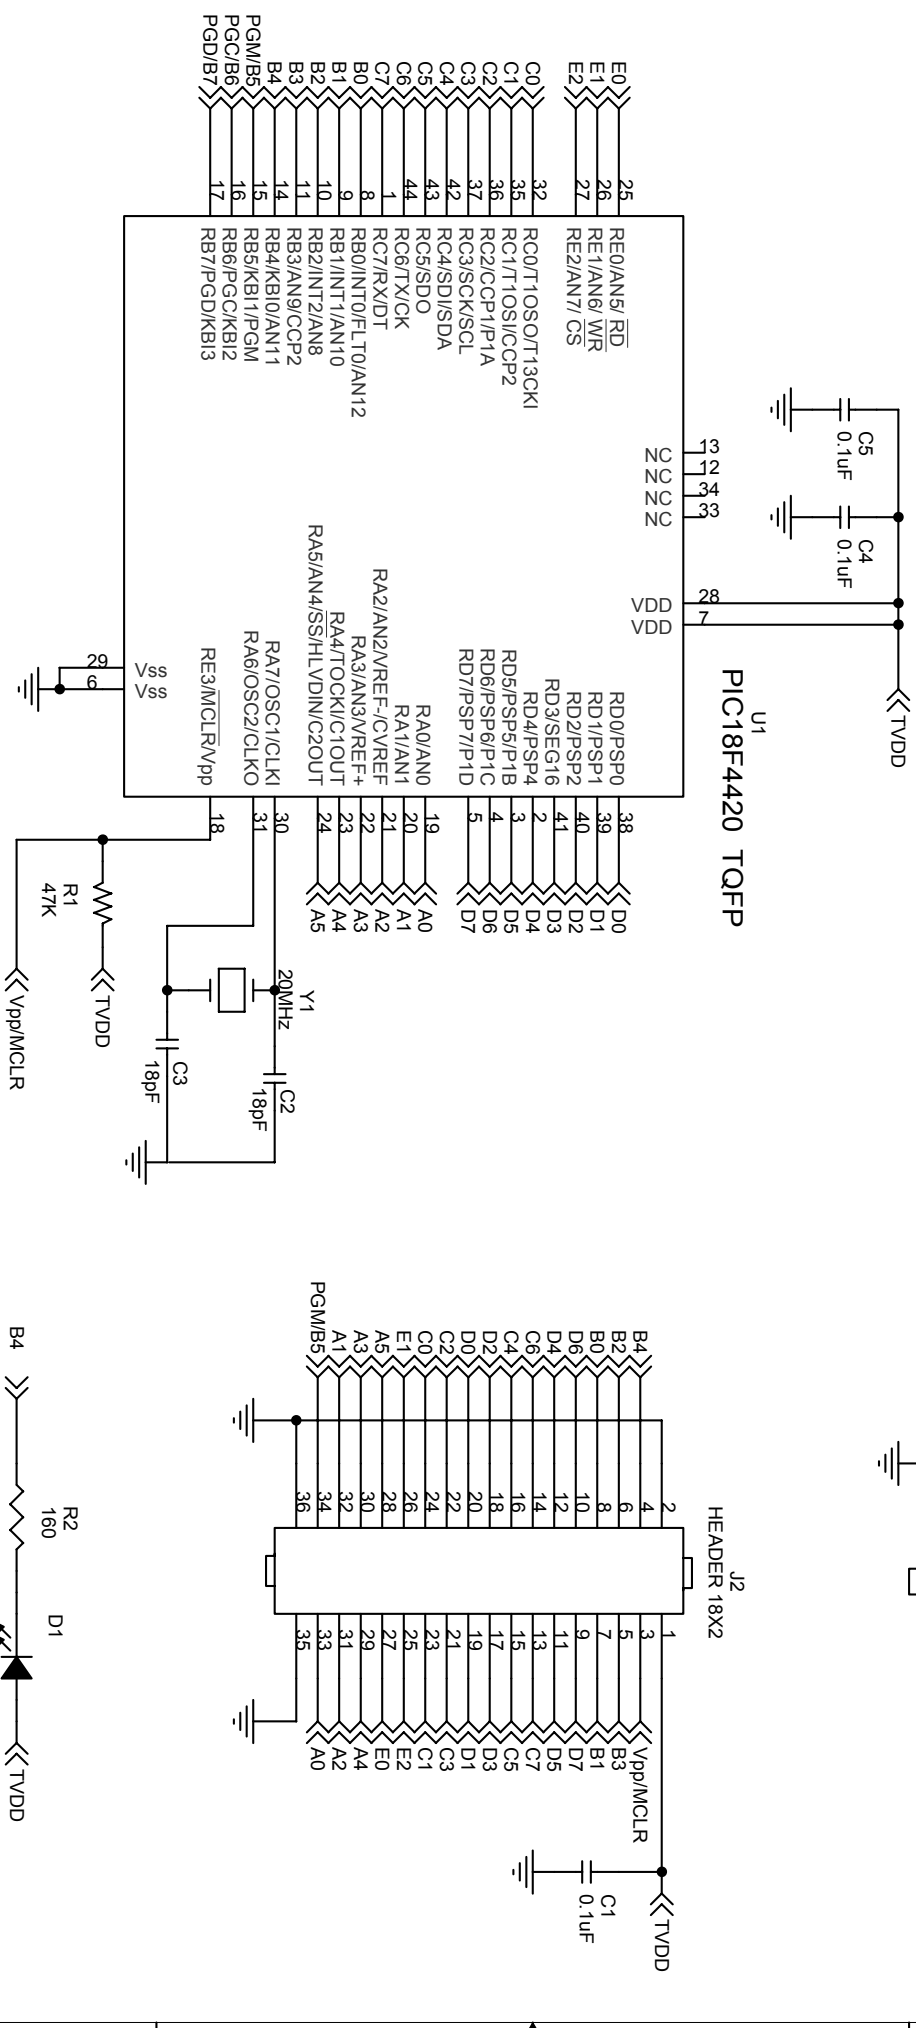 U1
PIC18F4420 TQFP
TVDD
C5
0.1uF
C4
0.1uF
E0
E1
E2
C0
C1
C2
C3
C4
C5
C6
C7
B0
B1
B2
B3
B4
PGM/B5
PGC/B6
PGD/B7
25
26
27
32
35
36
37
42
43
44
1
8
9
10
11
14
15
16
17
RE0/AN5/ RD
RE1/AN6/ WR
RE2/AN7/ CS
RC0/T1OSO/T13CKI
RC1/T1OSI/CCP2
RC2/CCP1/P1A
RC3/SCK/SCL
RC4/SDI/SDA
RC5/SDO
RC6/TX/CK
RC7/RX/DT
RB0/INT0/FLT0/AN12
RB1/INT1/AN10
RB2/INT2/AN8
RB3/AN9/CCP2
RB4/KBI0/AN11
RB5/KBI1/PGM
RB6/PGC/KBI2
RB7/PGD/KBI3
NC
NC
NC
NC
13
12
34
33
VDD
VDD
28
7
RD0/PSP0
RD1/PSP1
RD2/PSP2
RD3/SEG16
RD4/PSP4
RD5/PSP5/P1B
RD6/PSP6/P1C
RD7/PSP7/P1D
RA0/AN0
RA1/AN1
RA2/AN2/VREF-/CVREF
RA3/AN3/VREF+
RA4/TOCKI/C1OUT
RA5/AN4/SS/HLVDIN/C2OUT
RA7/OSC1/CLKI
RA6/OSC2/CLKO
RE3/MCLR/Vpp
38
39
40
41
2
3
4
5
19
20
21
22
23
24
30
31
18
D0
D1
D2
D3
D4
D5
D6
D7
A0
A1
A2
A3
A4
A5
Vss
Vss
29
6
Y1
20MHz
C2
18pF
C3
18pF
R1
47K
TVDD
Vpp/MCLR
J2
HEADER 18X2
B4
B2
B0
D6
D4
C6
C4
D2
D0
C2
C0
E1
A5
A3
A1
PGM/B5
2
4
6
8
10
12
14
16
18
20
22
24
26
28
30
32
34
36
1
3
5
7
9
11
13
15
17
19
21
23
25
27
29
31
33
35
Vpp/MCLR
B3
B1
D7
D5
C7
C5
D3
D1
C3
C1
E2
E0
A4
A2
A0
TVDD
C1
0.1uF
B4
R2
160
D1
TVDD